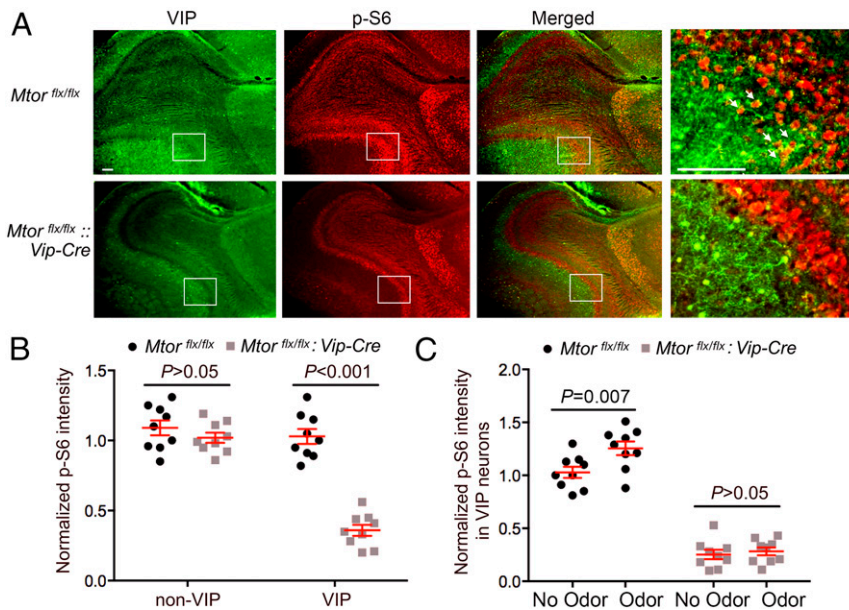 A
VIP
p-S6
Merged
Mtor flx/flx
Mtor flx/flx ::
Vip-Cre
B
Mtor flx/flx
Mtor flx/flx : Vip-Cre
P>0.05
P<0.001
Normalized p-S6 intensity
1.5
1.0
0.5
0.0
non-VIP
VIP
C
Mtor flx/flx
Mtor flx/flx : Vip-Cre
P=0.007
P>0.05
Normalized p-S6 intensity
in VIP neurons
2.0
1.5
1.0
0.5
0.0
No Odor
Odor
No Odor
Odor